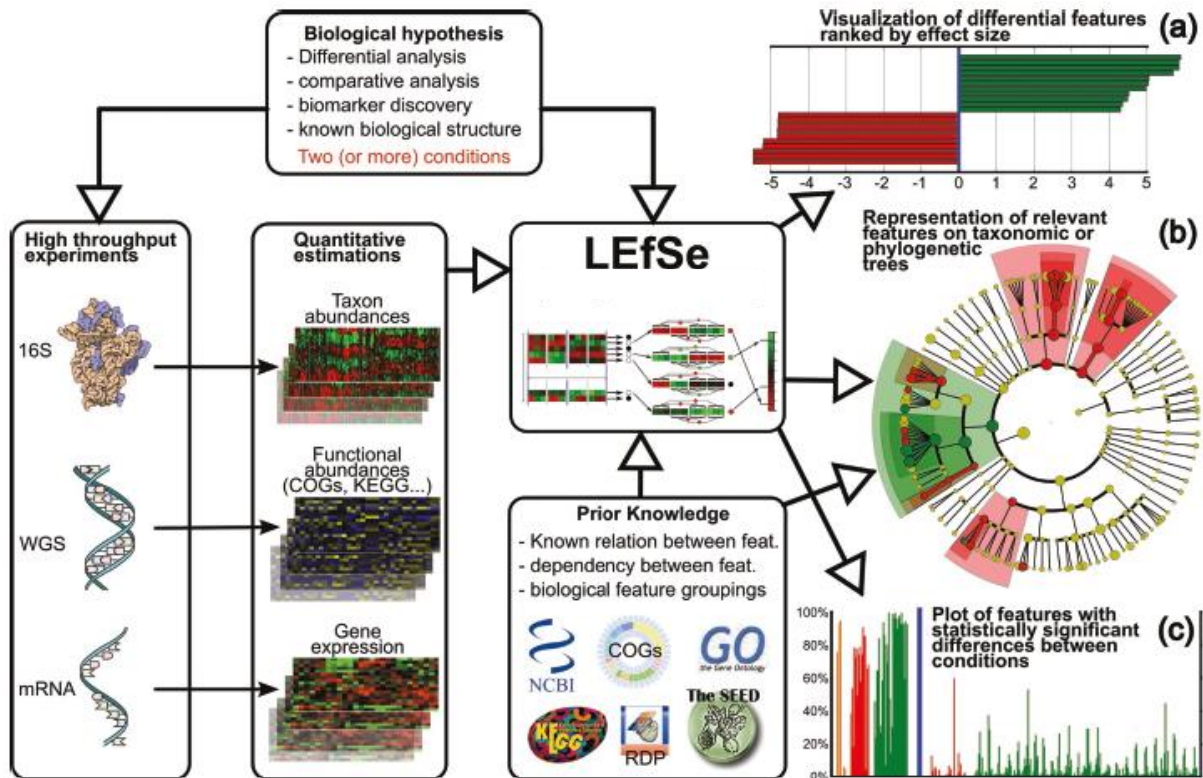 Biological hypothesis
- Differential analysis
- comparative analysis
- biomarker discovery
- known biological structure
Two (or more) conditions
Visualization of differential features
ranked by effect size
(a)
-5 -4 -3 -2 -1 0 1 2 3 4 5
High throughput
experiments
16S
WGS
mRNA
Quantitative
estimations
Taxon
abundances
Functional
abundances
(COGs, KEGG...)
Gene
expression
LEfSe
Prior Knowledge
- Known relation between feat.
- dependency between feat.
- biological feature groupings
NCBI
COGs
GO
the Gene Ontology
KEGG
RDP
The SEED
Representation of relevant
features on taxonomic or
phylogenetic
trees
(b)
100%
80%
60%
40%
20%
0%
Plot of features with
statistically significant
differences between
conditions
(c)